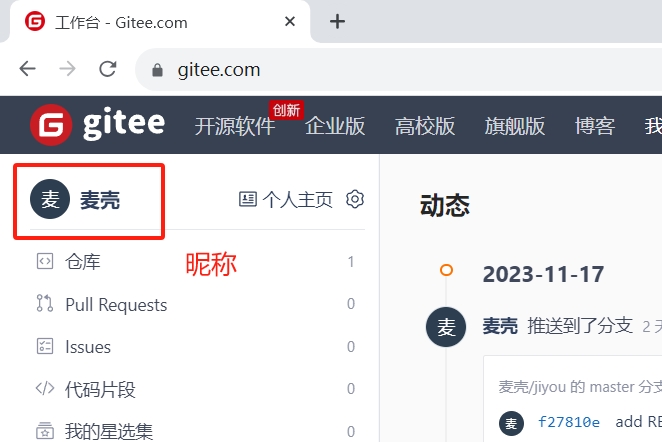 工作台 - Gitee.com
gitee.com
gitee 开源软件 创新 企业版 高校版 旗舰版 博客 我
麦 麦壳 个人主页
动态
仓库 1
昵称
2023-11-17
Pull Requests 0
麦 麦壳 推送到了分支 2 天
Issues 0
代码片段 0
麦壳/jiyou 的 master 分支
麦 f27810e add RE
我的星选集 0